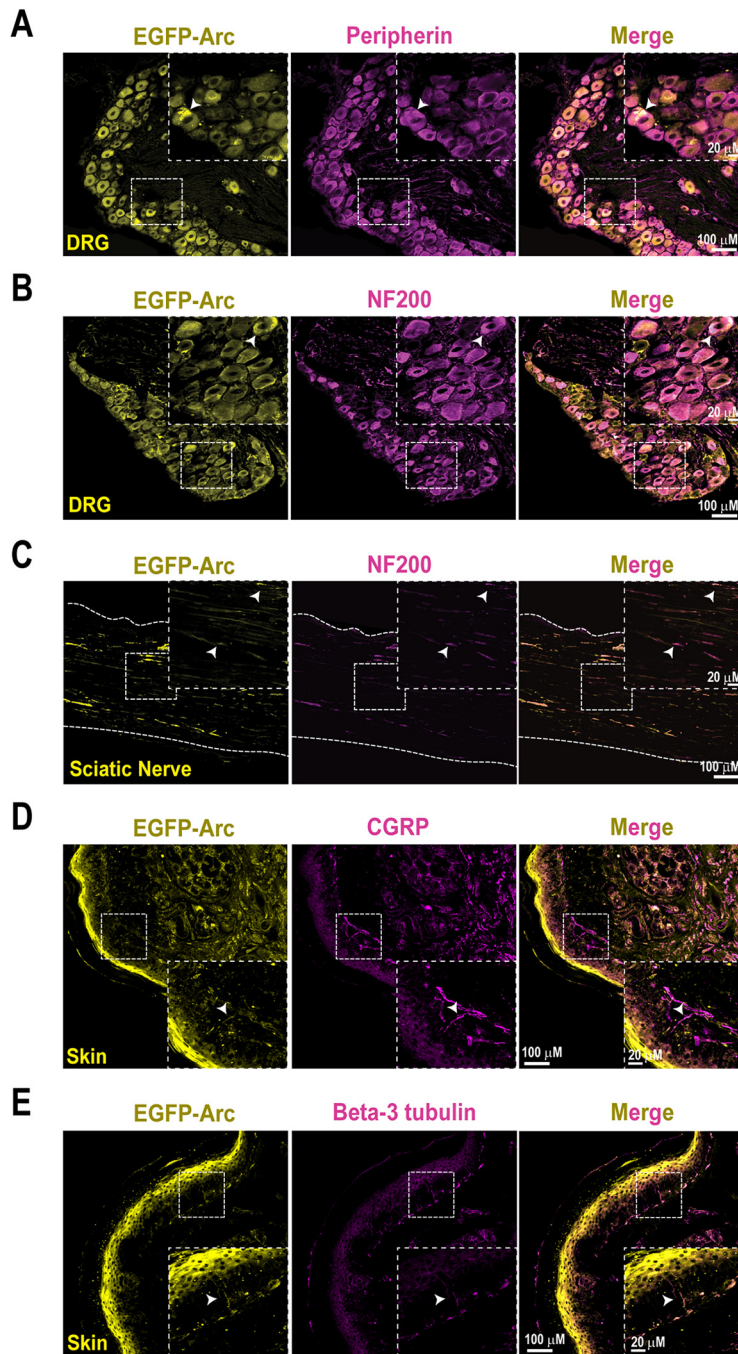 A
EGFP-Arc Peripherin Merge
20 μM
DRG
100 μM
B
EGFP-Arc NF200 Merge
20 μM
DRG
100 μM
C
EGFP-Arc NF200 Merge
20 μM
Sciatic Nerve
100 μM
D
EGFP-Arc CGRP Merge
Skin
100 μM 20 μM
E
EGFP-Arc Beta-3 tubulin Merge
Skin
100 μM 20 μM